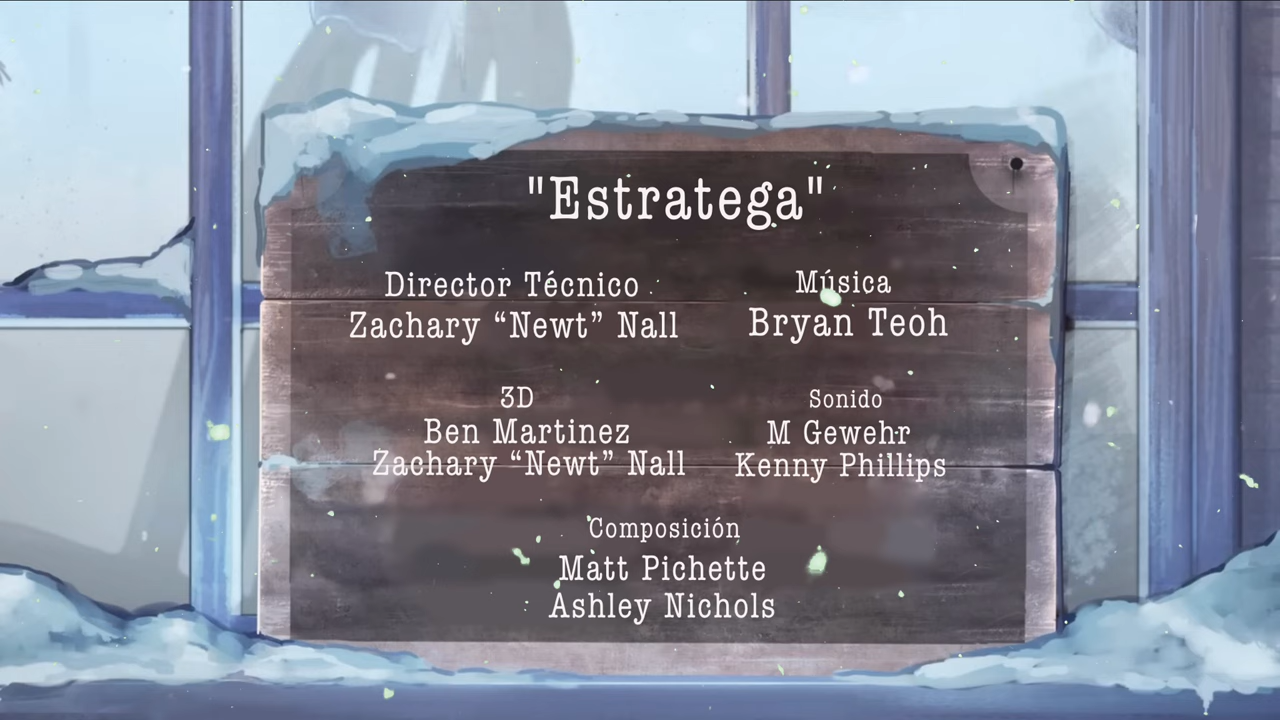 "Estratega"
Director Técnico
Zachary “Newt” Nall
Música
Bryan Teoh
3D
Ben Martinez
Zachary “Newt” Nall
Sonido
M Gewehr
Kenny Phillips
Composición
Matt Pichette
Ashley Nichols